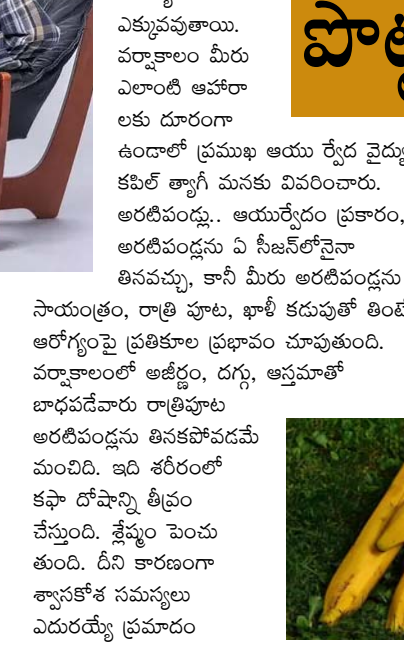 ఎక్కువవుతాయి.
వర్షాకాలం మీరు
ఎలాంటి ఆహారా
లకు దూరంగా
ఉండాలో ప్రముఖ ఆయు ర్వేద
కపిల్ త్యాగీ మనకు వివరించారు.
అరటిపండ్లు.. ఆయుర్వేదం ప్రకారం,
అరటిపండ్లను ఏ సీజన్‌లోనైనా
తినవచ్చు, కానీ మీరు అరటిపండ్లను
సాయంత్రం, రాత్రి పూట, ఖాళీ కడుపుతో
ఆరోగ్యంపై ప్రతికూల ప్రభావం చూపుతుంది.
వర్షాకాలంలో అజీర్ణం, దగ్గు, ఆస్తమాతో
బాధపడేవారు రాత్రిపూట
అరటిపండ్లను తినకపోవడమే
మంచిది. ఇది శరీరంలో
కఫా దోషాన్ని తీవ్రం
చేస్తుంది. శ్లేష్మం పెంచు
తుంది. దీని కారణంగా
శ్వాసకోశ సమస్యలు
ఎదురయ్యే ప్రమాదం